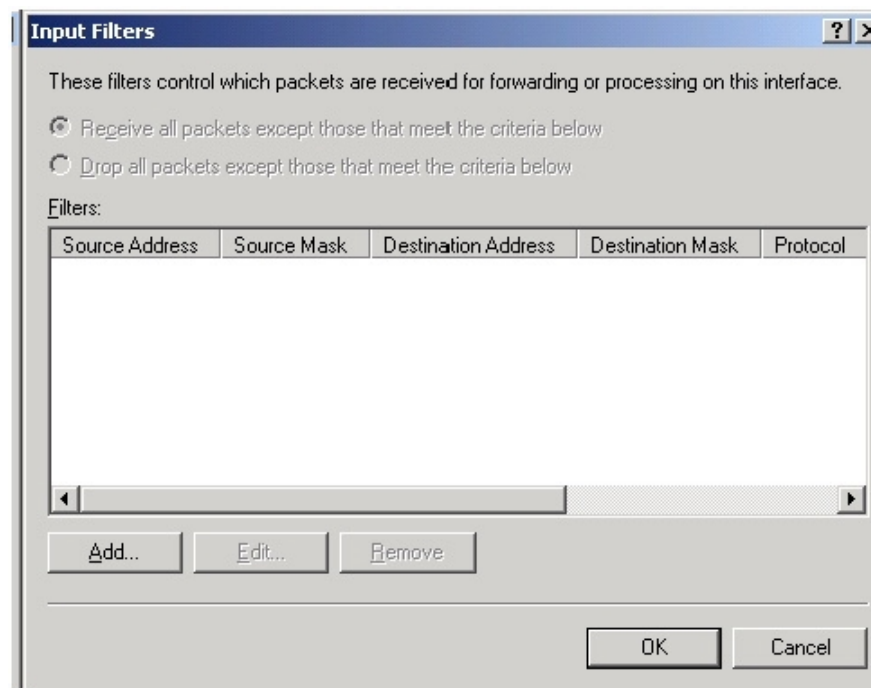 Input Filters
These filters control which packets are received for forwarding or processing on this interface.
Receive all packets except those that meet the criteria below
Drop all packets except those that meet the criteria below
Filters:
Source Address Source Mask Destination Address Destination Mask Protocol
Add... Edit... Remove
OK Cancel